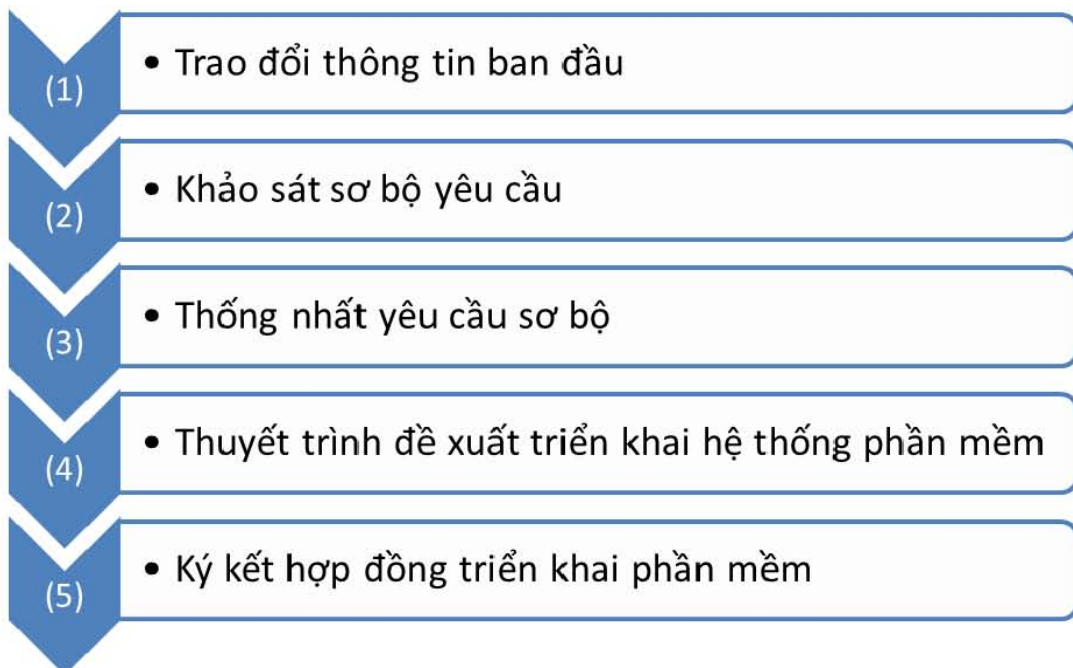 (1)
• Trao đổi thông tin ban đầu
(2)
• Khảo sát sơ bộ yêu cầu
(3)
• Thống nhất yêu cầu sơ bộ
(4)
• Thuyết trình đề xuất triển khai hệ thống phần mềm
(5)
• Ký kết hợp đồng triển khai phần mềm